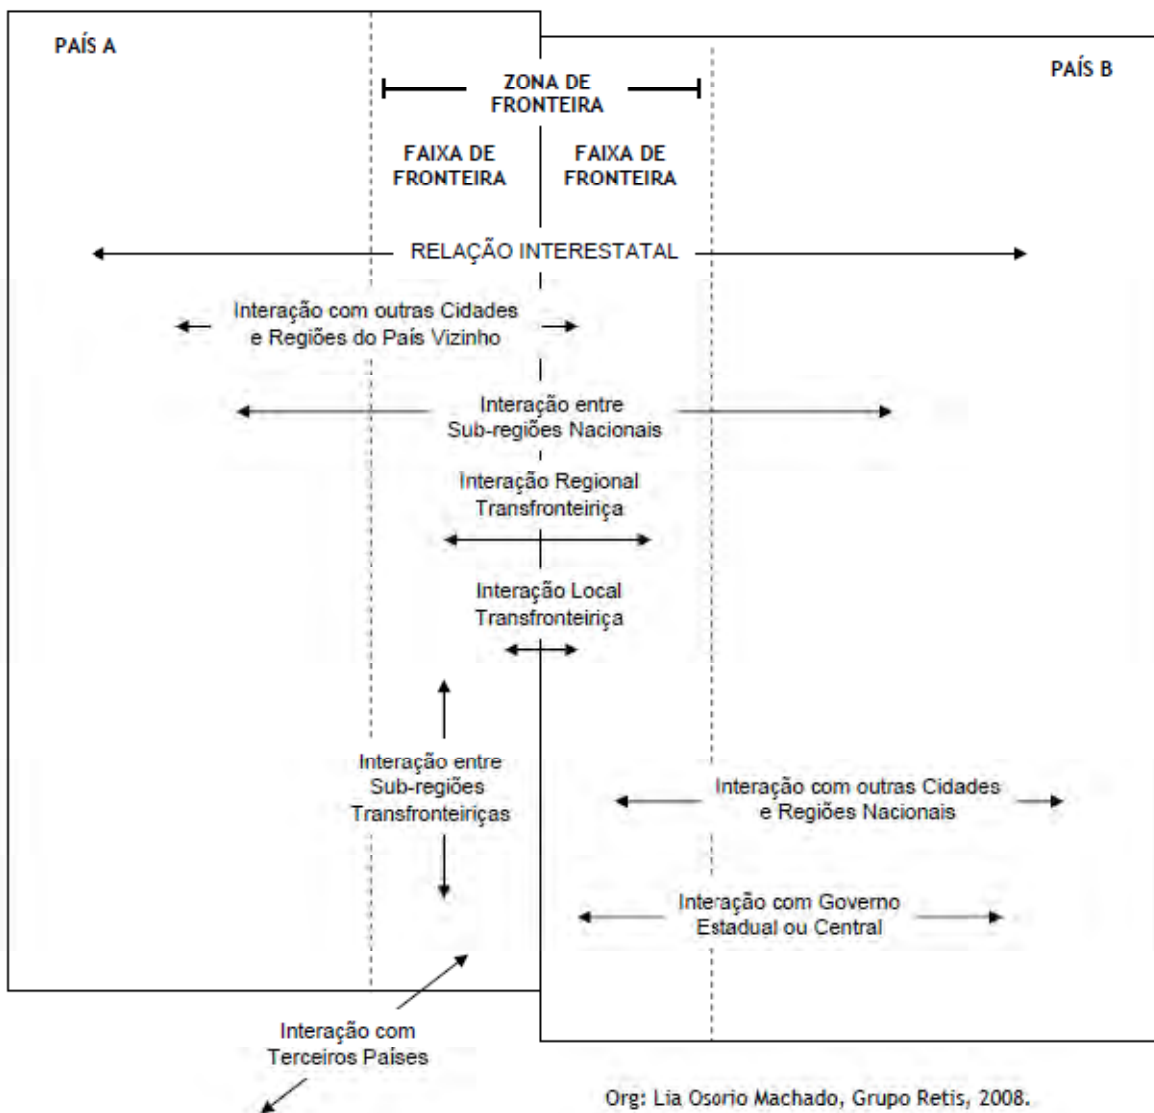 PAÍS A
PAÍS B
ZONA DE
FRONTEIRA
FAIXA DE
FRONTEIRA
FAIXA DE
FRONTEIRA
RELAÇÃO INTERESTATAL
Interação com outras Cidades
e Regiões do País Vizinho
Interação entre
Sub-regiões Nacionais
Interação Regional
Transfronteiriça
Interação Local
Transfronteiriça
Interação entre
Sub-regiões
Transfronteiriças
Interação com outras Cidades
e Regiões Nacionais
Interação com Governo
Estadual ou Central
Interação com
Terceiros Países
Org: Lia Osorio Machado, Grupo Retis, 2008.